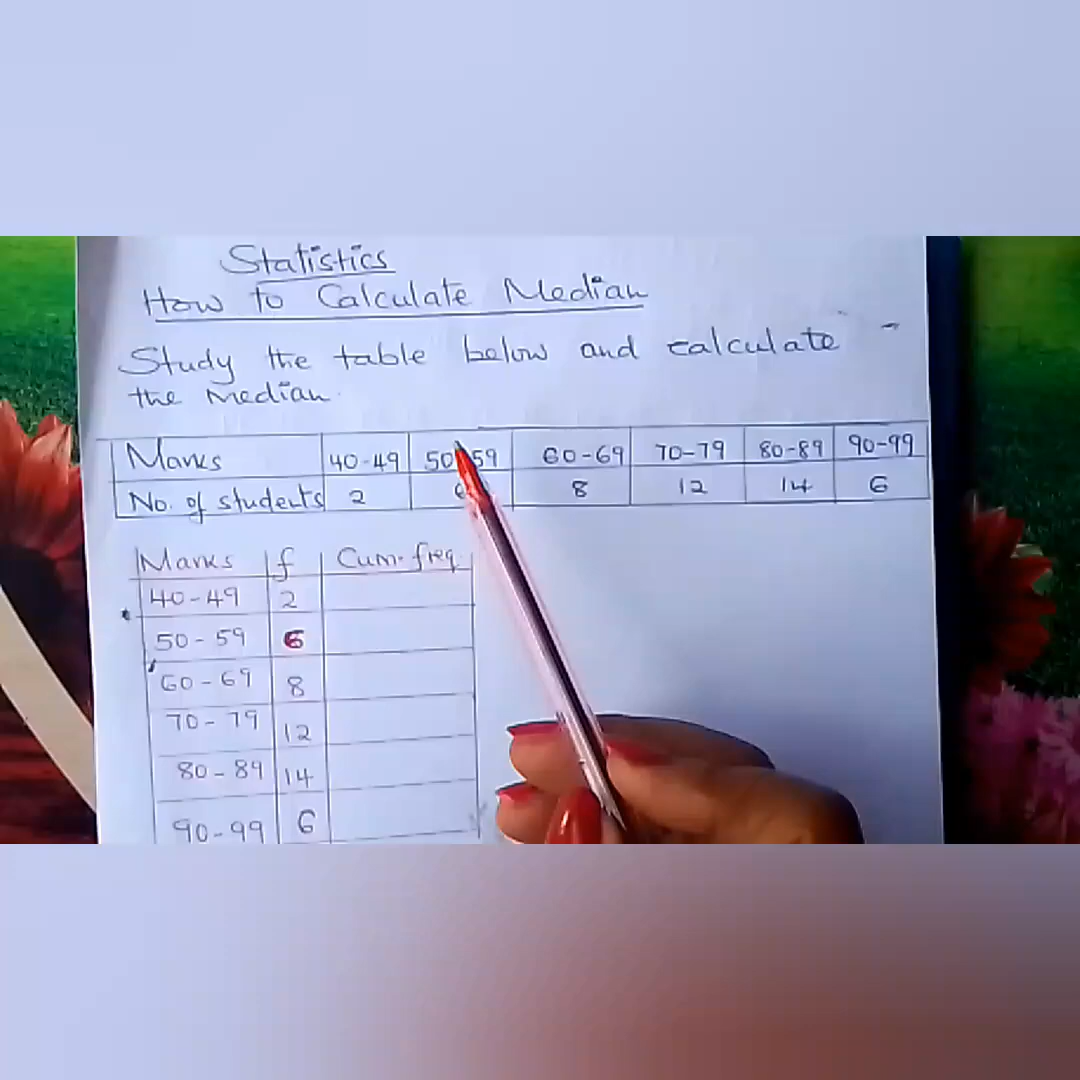 Statistics
How to Calculate Median
Study the table below and calculate
the Median.
Marks 40-49 50-59 60-69 70-79 80-89 90-99
No. of students 2 6 8 12 14 6
Marks f Cum. freq.
40-49 2
50-59 6
60-69 8
70-79 12
80-89 14
90-99 6